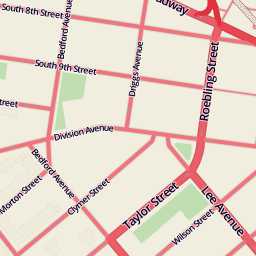 South 8th Street
Bedford Avenue
Driggs Avenue
Roebling Street
South 9th Street
Street
Division Avenue
Bedford Avenue
Morton Street
Clymer Street
Taylor Street
Lee Avenue
Wilson Street